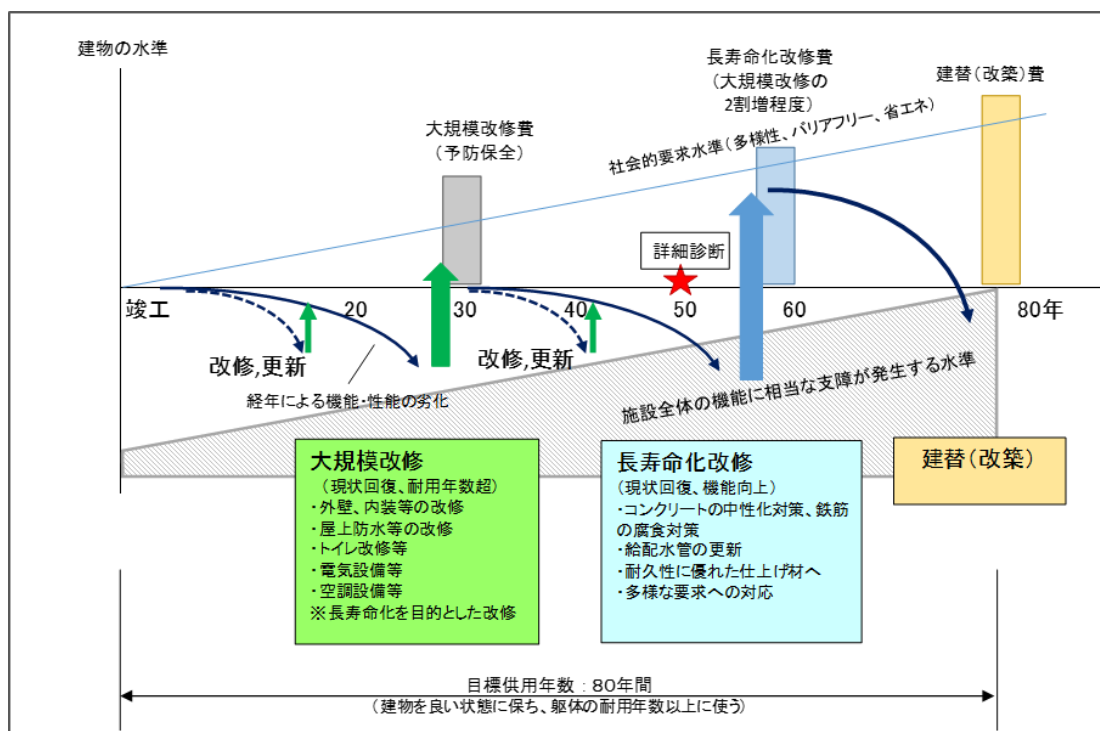 建物の水準
大規模改修費
(予防保全)
長寿命化改修費
(大規模改修の
2割増程度)
建替(改築)費
社会的要求水準(多様性、バリアフリー、省エネ)
詳細診断
竣工
20
30
40
50
60
80年
改修,更新
改修,更新
経年による機能・性能の劣化
施設全体の機能に相当な支障が発生する水準
大規模改修
(現状回復、耐用年数超)
・外壁、内装等の改修
・屋上防水等の改修
・トイレ改修等
・電気設備等
・空調設備等
※長寿命化を目的とした改修
長寿命化改修
(現状回復、機能向上)
・コンクリートの中性化対策、鉄筋
の腐食対策
・給配水管の更新
・耐久性に優れた仕上げ材へ
・多様な要求への対応
建替(改築)
目標供用年数:80年間
(建物を良い状態に保ち、躯体の耐用年数以上に使う)